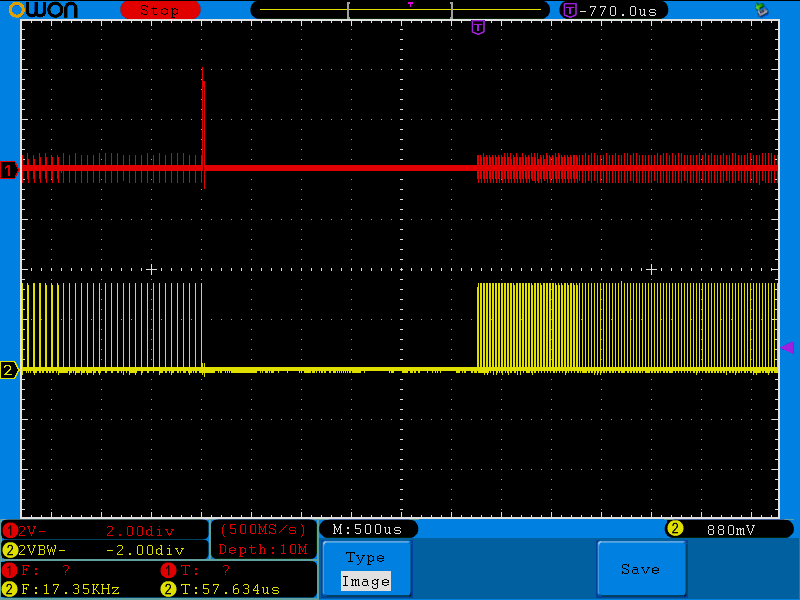 OWON Stop T T -770.0us
T
1
2
1 2V- 2.00div (500MS/s) M:500us 2 880mV
2 2VBW- -2.00div Depth:10M
1 F: ? 1 T: ?
2 F:17.35KHz 2 T:57.634us
Type
Image
Save